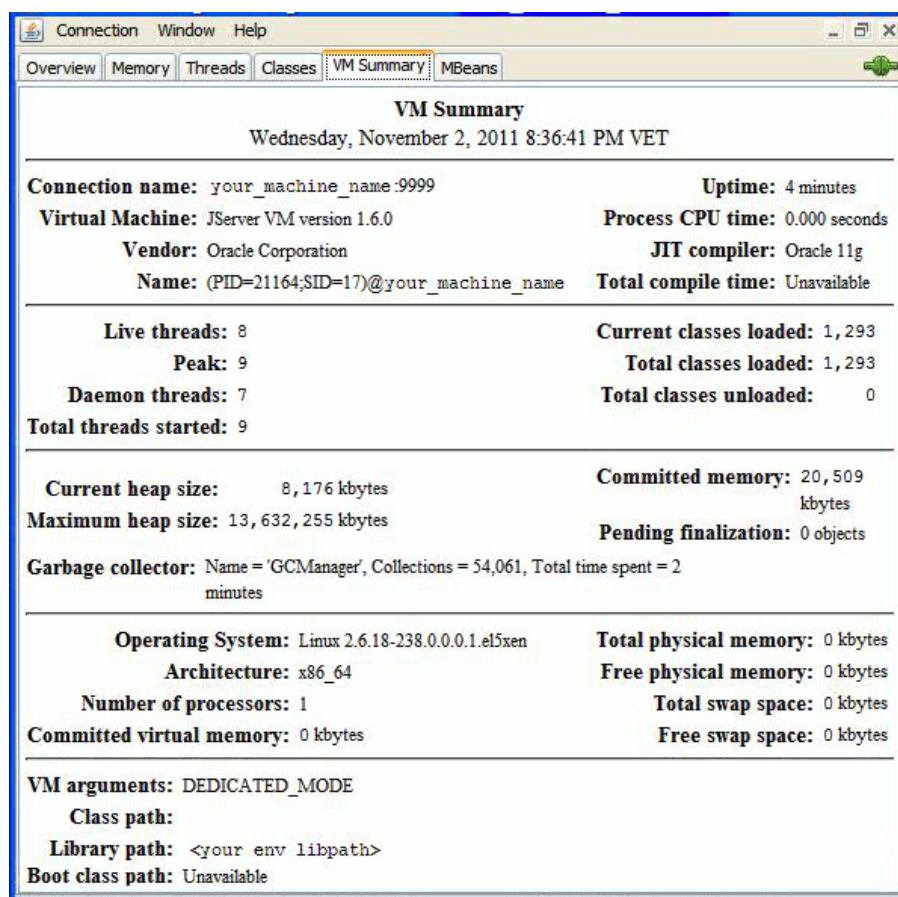 Connection Window Help
Overview Memory Threads Classes VM Summary MBeans
VM Summary
Wednesday, November 2, 2011 8:36:41 PM VET
Connection name: your_machine_name:9999
Uptime: 4 minutes
Virtual Machine: JServer VM version 1.6.0
Process CPU time: 0.000 seconds
Vendor: Oracle Corporation
JIT compiler: Oracle 11g
Name: (PID=21164;SID=17)@your_machine_name
Total compile time: Unavailable
Live threads: 8
Current classes loaded: 1,293
Peak: 9
Total classes loaded: 1,293
Daemon threads: 7
Total classes unloaded: 0
Total threads started: 9
Current heap size: 8,176 kbytes
Committed memory: 20,509
kbytes
Maximum heap size: 13,632,255 kbytes
Pending finalization: 0 objects
Garbage collector: Name = 'GCManager', Collections = 54,061, Total time spent = 2
minutes
Operating System: Linux 2.6.18-238.0.0.0.1.el5xen
Total physical memory: 0 kbytes
Architecture: x86_64
Free physical memory: 0 kbytes
Number of processors: 1
Total swap space: 0 kbytes
Committed virtual memory: 0 kbytes
Free swap space: 0 kbytes
VM arguments: DEDICATED_MODE
Class path:
Library path: <your env libpath>
Boot class path: Unavailable